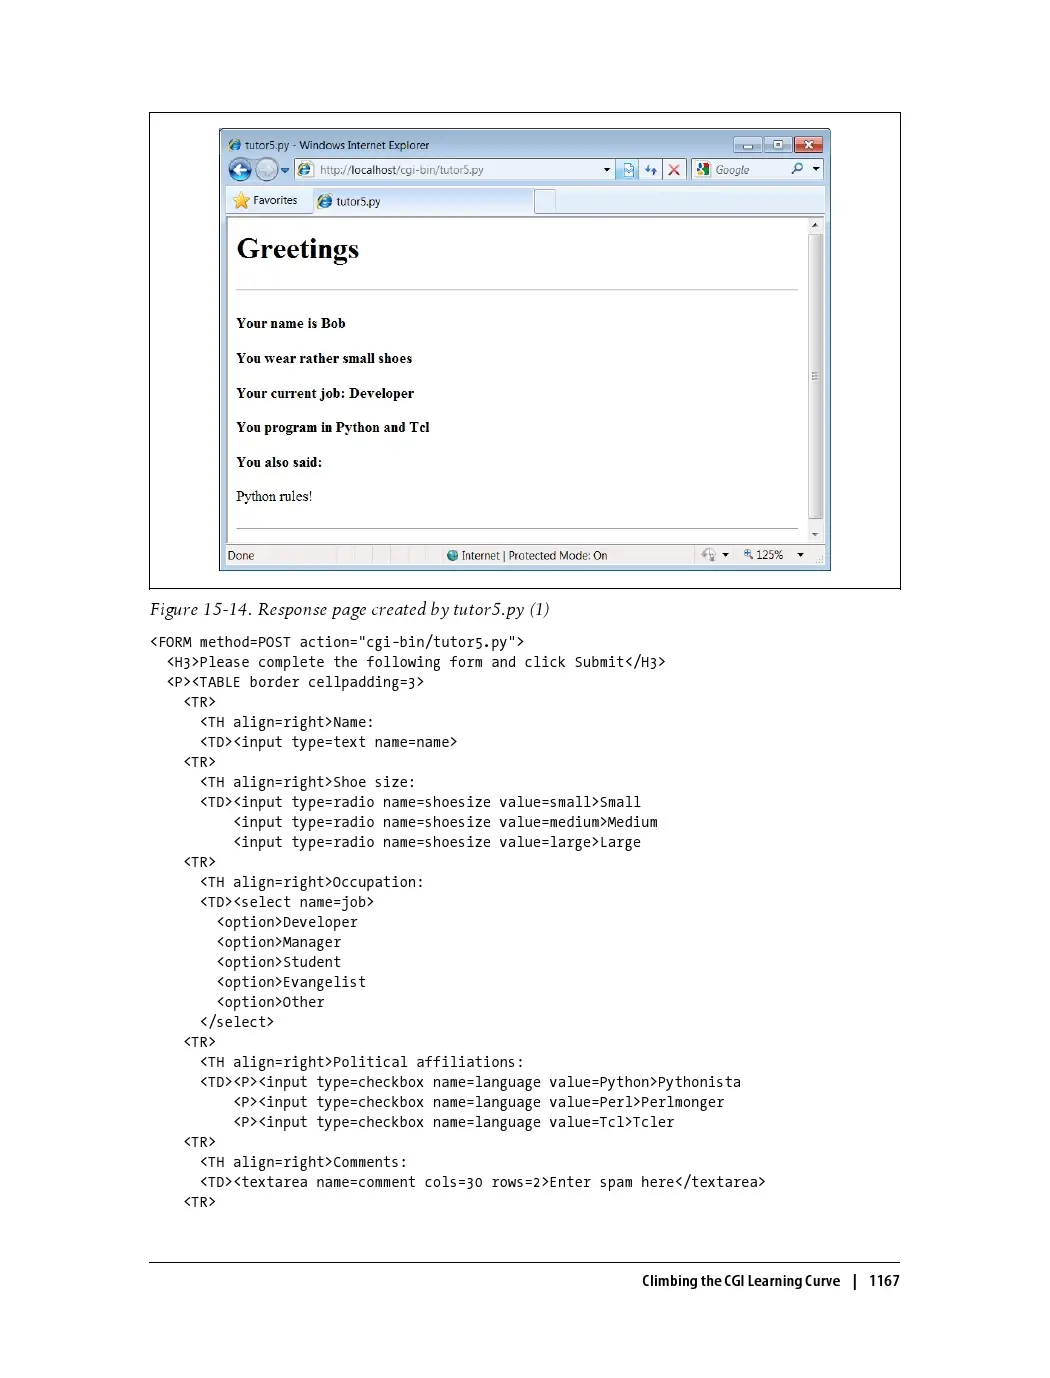 tutor5.py - Windows Internet Explorer
http://localhost/cgi-bin/tutor5.py
Google
Favorites
tutor5.py
Greetings
Your name is Bob
You wear rather small shoes
Your current job: Developer
You program in Python and Tcl
You also said:
Python rules!
Done
Internet | Protected Mode: On
125%
Figure 15-14. Response page created by tutor5.py (1)
<FORM method=POST action="cgi-bin/tutor5.py">
  <H3>Please complete the following form and click Submit</H3>
  <P><TABLE border cellpadding=3>
    <TR>
      <TH align=right>Name:
      <TD><input type=text name=name>
    <TR>
      <TH align=right>Shoe size:
      <TD><input type=radio name=shoesize value=small>Small
          <input type=radio name=shoesize value=medium>Medium
          <input type=radio name=shoesize value=large>Large
    <TR>
      <TH align=right>Occupation:
      <TD><select name=job>
        <option>Developer
        <option>Manager
        <option>Student
        <option>Evangelist
        <option>Other
      </select>
    <TR>
      <TH align=right>Political affiliations:
      <TD><P><input type=checkbox name=language value=Python>Pythonista
          <P><input type=checkbox name=language value=Perl>Perlmonger
          <P><input type=checkbox name=language value=Tcl>Tcler
    <TR>
      <TH align=right>Comments:
      <TD><textarea name=comment cols=30 rows=2>Enter spam here</textarea>
    <TR>
Climbing the CGI Learning Curve | 1167